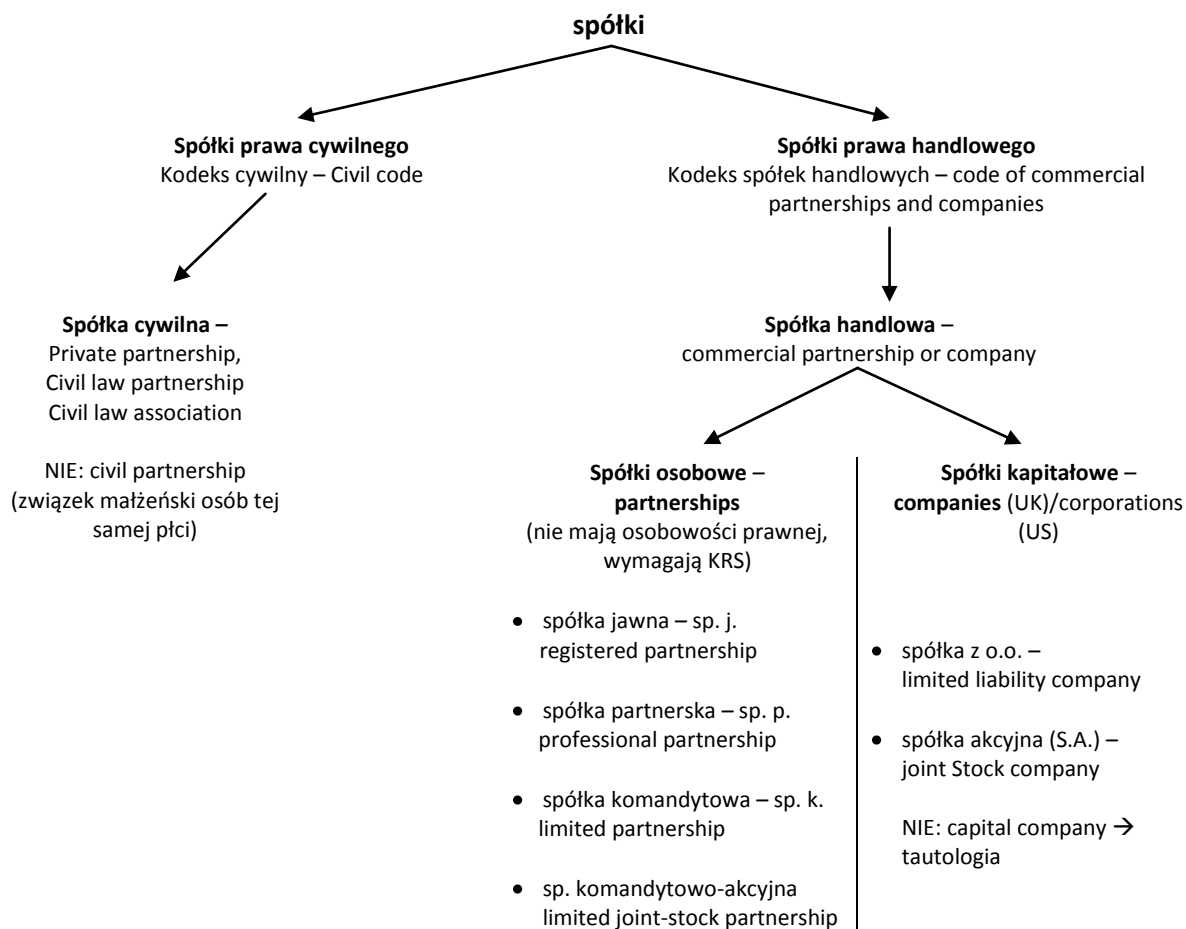 spółki
Spółki prawa cywilnego
Kodeks cywilny – Civil code
Spółki prawa handlowego
Kodeks spółek handlowych – code of commercial
partnerships and companies
Spółka cywilna –
Private partnership,
Civil law partnership
Civil law association
NIE: civil partnership
(związek małżeński osób tej
samej płci)
Spółka handlowa –
commercial partnership or company
Spółki osobowe –
partnerships
(nie mają osobowości prawnej,
wymagają KRS)
• spółka jawna – sp. j.
registered partnership
• spółka partnerska – sp. p.
professional partnership
• spółka komandytowa – sp. k.
limited partnership
• sp. komandytowo-akcyjna
limited joint-stock partnership
Spółki kapitałowe –
companies (UK)/corporations
(US)
• spółka z o.o. –
limited liability company
• spółka akcyjna (S.A.) –
joint Stock company
NIE: capital company →
tautologia